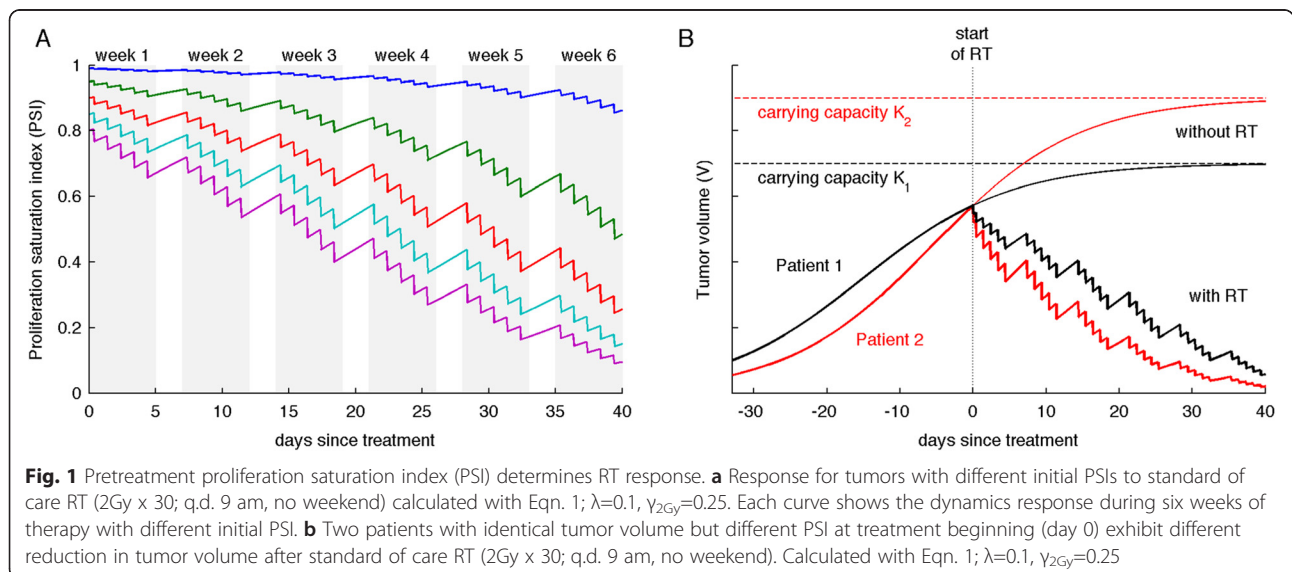 A
week 1 week 2 week 3 week 4 week 5 week 6
Proliferation saturation index (PSI)
1
0.8
0.6
0.4
0.2
0
0 5 10 15 20 25 30 35 40
days since treatment
B
start
of RT
carrying capacity K2
without RT
carrying capacity K1
Tumor volume (V)
Patient 1
Patient 2
with RT
-30 -20 -10 0 10 20 30 40
days since treatment
Fig. 1 Pretreatment proliferation saturation index (PSI) determines RT response. a Response for tumors with different initial PSIs to standard of
care RT (2Gy x 30; q.d. 9 am, no weekend) calculated with Eqn. 1; λ=0.1, γ2Gy=0.25. Each curve shows the dynamics response during six weeks of
therapy with different initial PSI. b Two patients with identical tumor volume but different PSI at treatment beginning (day 0) exhibit different
reduction in tumor volume after standard of care RT (2Gy x 30; q.d. 9 am, no weekend). Calculated with Eqn. 1; λ=0.1, γ2Gy=0.25